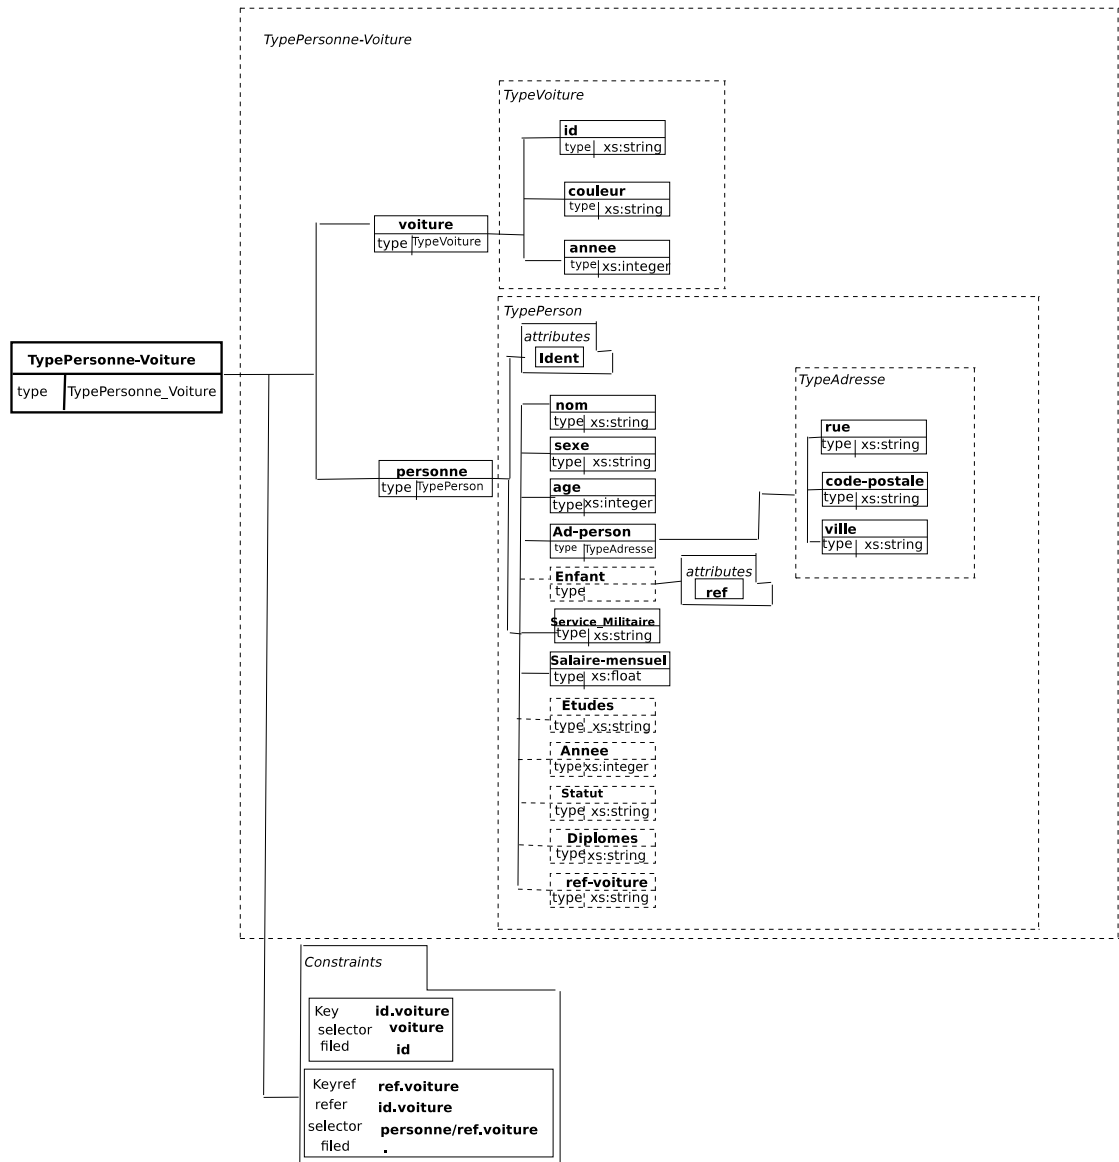 TypePersonne-Voiture
TypeVoiture
id
type xs:string
couleur
type xs:string
voiture
type TypeVoiture
annee
type xs:integer
TypePerson
attributes
Ident
TypePersonne-Voiture
type TypePersonne_Voiture
TypeAdresse
nom
type xs:string
rue
type xs:string
sexe
type xs:string
personne
type TypePerson
code-postale
type xs:string
age
type xs:integer
Ad-person
type TypeAdresse
ville
type xs:string
Enfant
type
attributes
ref
Service_Militaire
type xs:string
Salaire-mensuel
type xs:float
Etudes
type xs:string
Annee
type xs:integer
Statut
type xs:string
Diplomes
type xs:string
ref-voiture
type xs:string
Constraints
Key id.voiture
selector voiture
filed id
Keyref ref.voiture
refer id.voiture
selector personne/ref.voiture
filed .